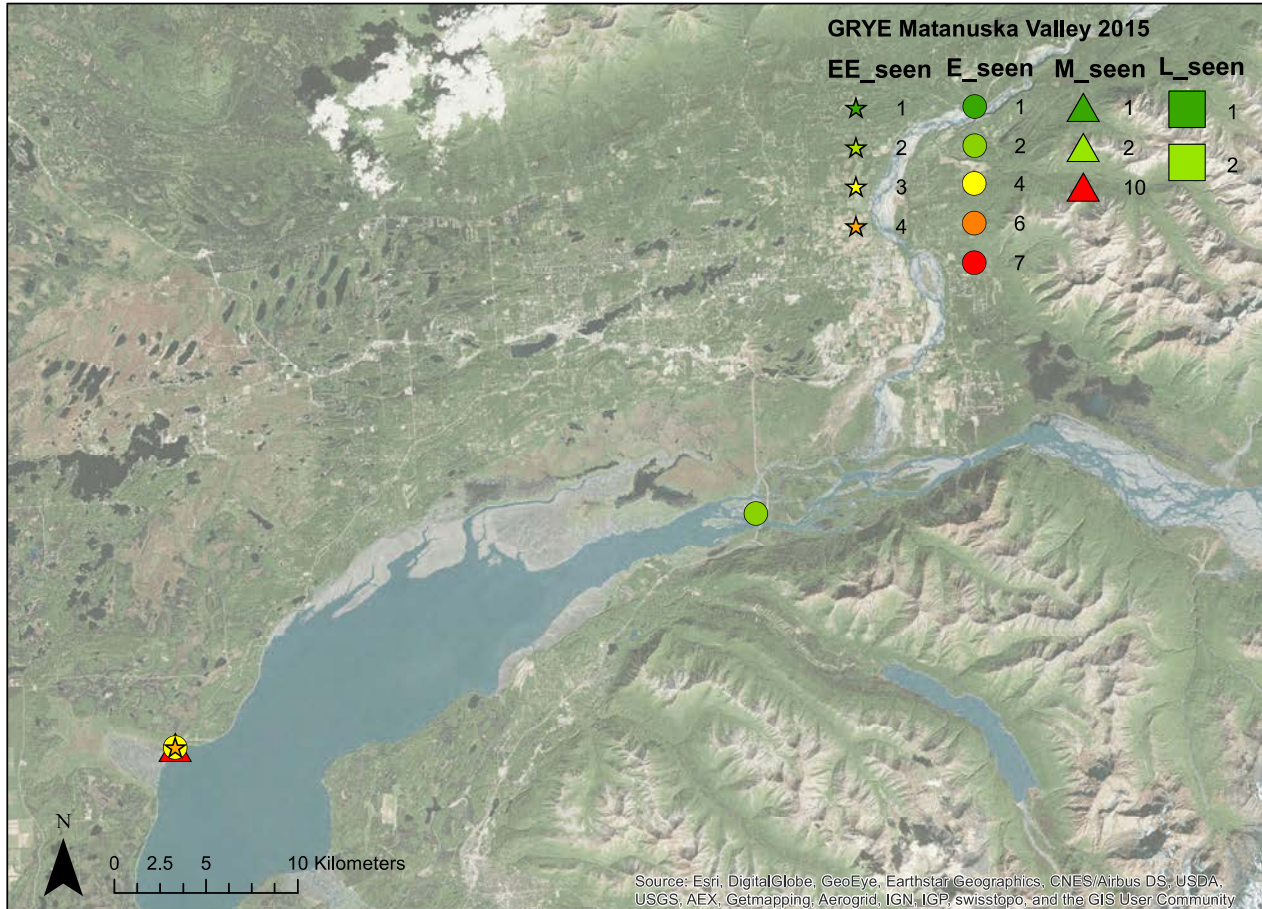 GRYE Matanuska Valley 2015
EE_seen E_seen M_seen L_seen
1 1 1 1
2 2 2 2
3 4 10
4 6
7
N
0 2.5 5 10 Kilometers
Source: Esri, DigitalGlobe, GeoEye, Earthstar Geographics, CNES/Airbus DS, USDA,
USGS, AEX, Getmapping, Aerogrid, IGN, IGP, swisstopo, and the GIS User Community